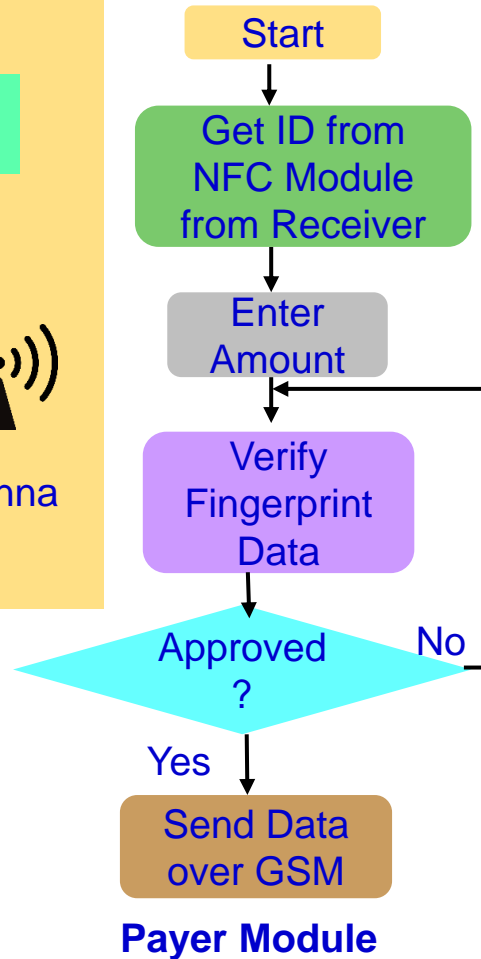 Start
Get ID from
NFC Module
from Receiver
Enter
Amount
Verify
Fingerprint
Data
Approved
?
No
Yes
Send Data
over GSM
Payer Module
nna